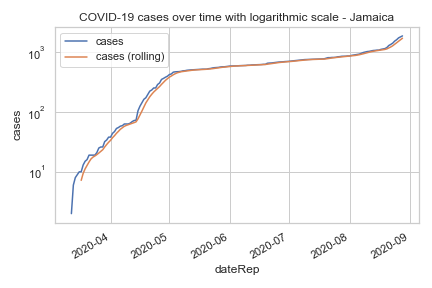 COVID-19 cases over time with logarithmic scale - Jamaica
cases
cases (rolling)
10³
10²
10¹
cases
2020-04
2020-05
2020-06
2020-07
2020-08
2020-09
dateRep